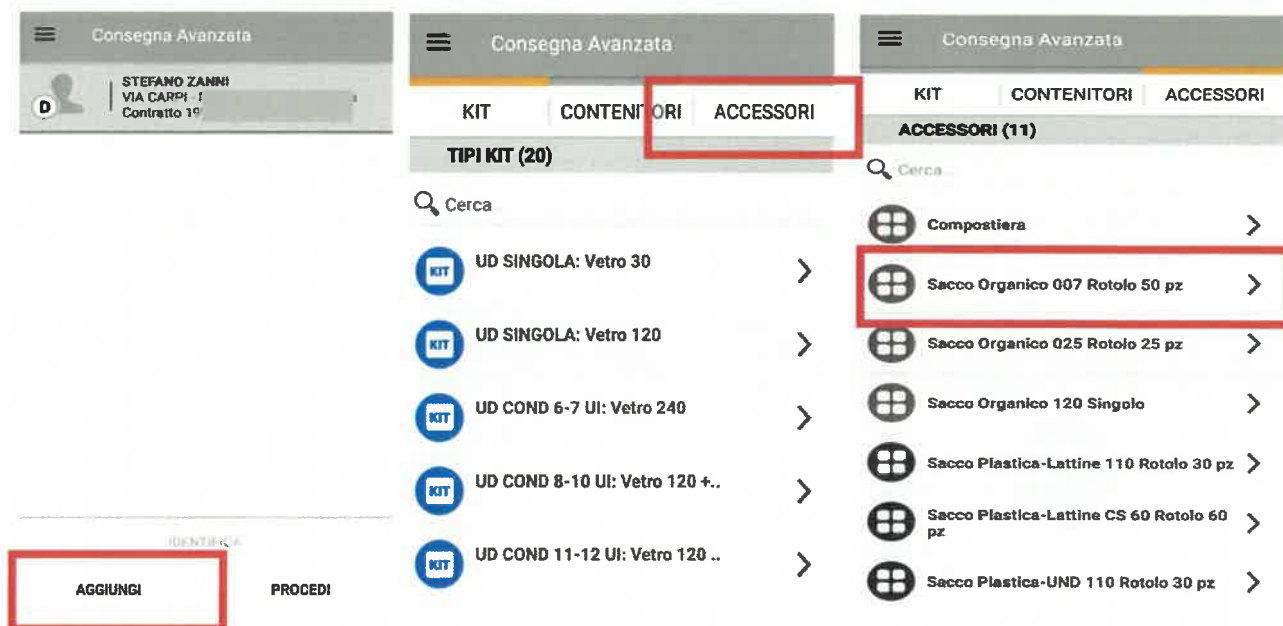 Consegna Avanzata
D
STEFANO ZANNI
VIA CARPI -
Contratto 19
IDENTIFICA
AGGIUNGI
PROCEDI
Consegna Avanzata
KIT
CONTENITORI
ACCESSORI
TIPI KIT (20)
Cerca
KIT UD SINGOLA: Vetro 30
KIT UD SINGOLA: Vetro 120
KIT UD COND 6-7 UI: Vetro 240
KIT UD COND 8-10 UI: Vetro 120 +..
KIT UD COND 11-12 UI: Vetro 120 ..
Consegna Avanzata
KIT
CONTENITORI
ACCESSORI
ACCESSORI (11)
Cerca...
Compostiera
Sacco Organico 007 Rotolo 50 pz
Sacco Organico 025 Rotolo 25 pz
Sacco Organico 120 Singolo
Sacco Plastica-Lattine 110 Rotolo 30 pz
Sacco Plastica-Lattine CS 60 Rotolo 60
pz
Sacco Plastica-UND 110 Rotolo 30 pz